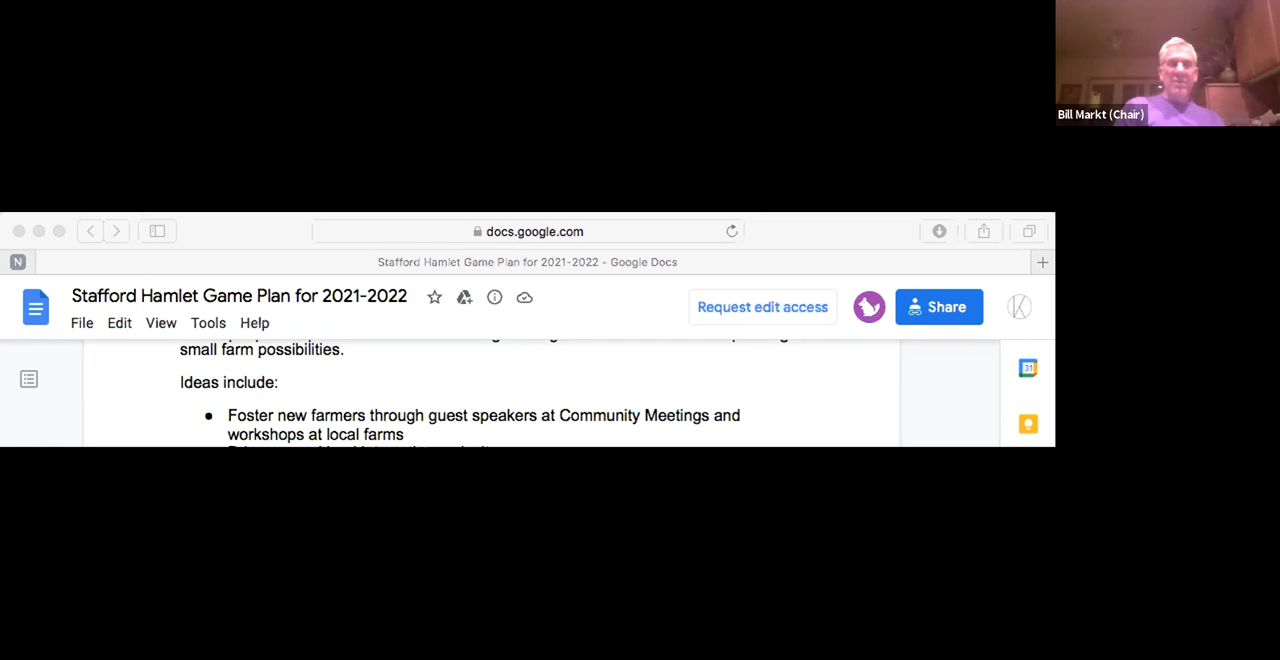 Bill Markt (Chair)
docs.google.com
N
Stafford Hamlet Game Plan for 2021-2022 - Google Docs
Stafford Hamlet Game Plan for 2021-2022
Request edit access
Share
File Edit View Tools Help
small farm possibilities.
31
Ideas include:
● Foster new farmers through guest speakers at Community Meetings and
workshops at local farms